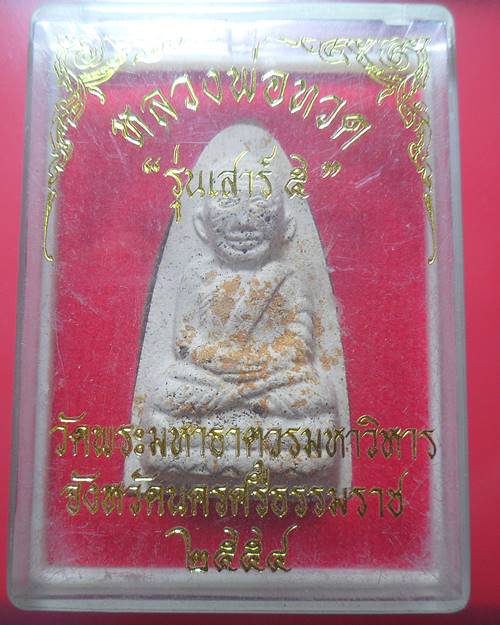 หลวงพ่อทวด
“รุ่นเสาร์ ๕”
วัดพระมหาธาตุวรมหาวิหาร
จังหวัดนครศรีธรรมราช
๒๕๕๔